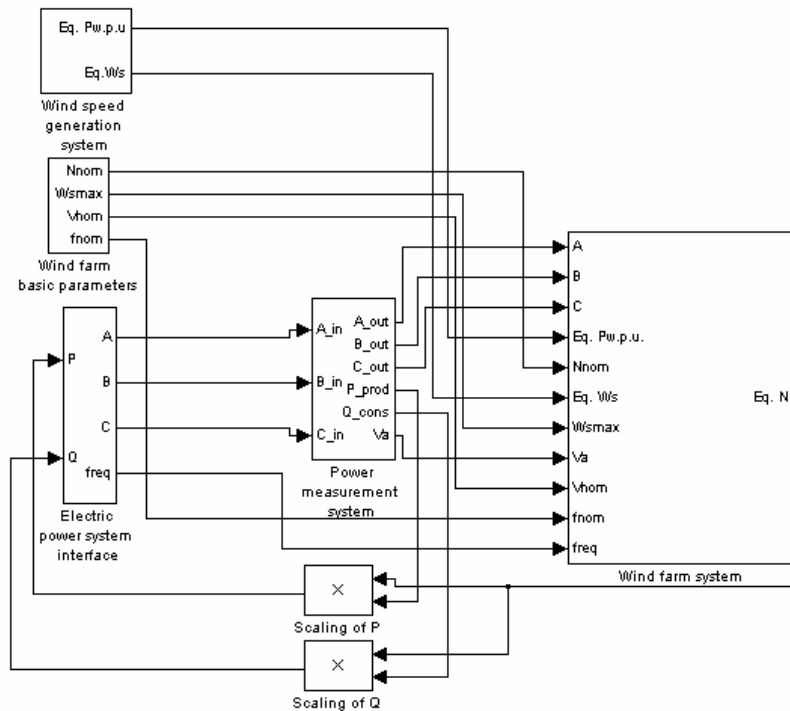 Eq. Pw.p.u
Eq.Ws
Wind speed
generation
system
Nnom
Wsmax
Vnom
fnom
Wind farm
basic parameters
P
Q
A
B
C
freq
Electric
power system
interface
A_in
B_in
C_in
A_out
B_out
C_out
P_prod
Q_cons
Va
Power
measurement
system
A
B
C
Eq. Pw.p.u.
Nnom
Eq. Ws
Wsmax
Va
Vnom
fnom
freq
Eq. N
Wind farm system
×
Scaling of P
×
Scaling of Q